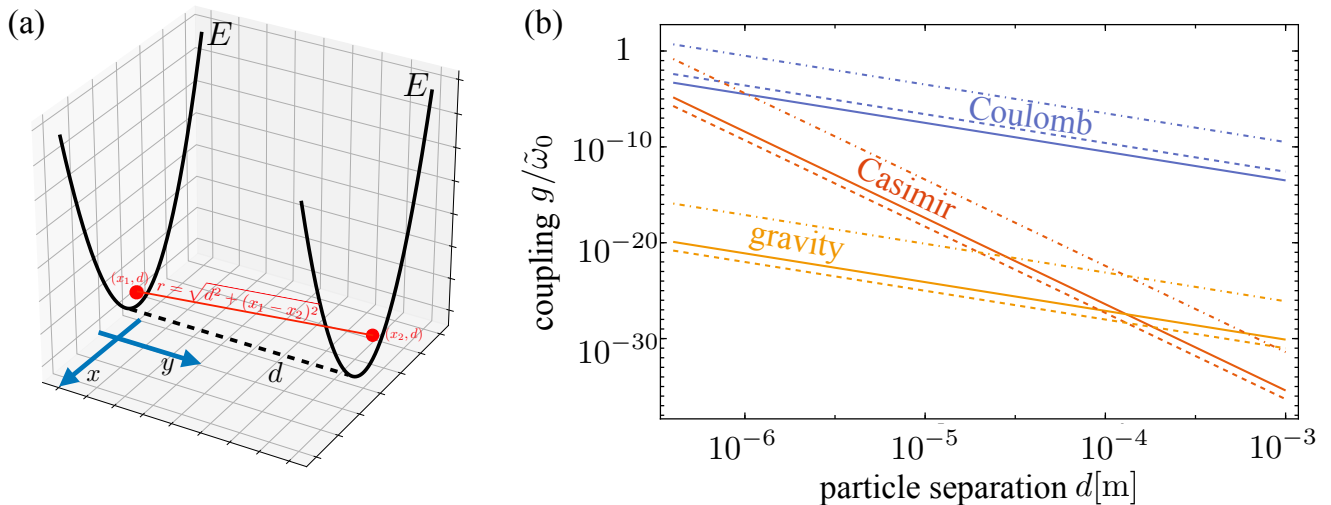 (a)
E
E
(x₁, d)
r = √d² + (x₁ − x₂)²
(x₂, d)
x
y
d
(b)
coupling g/ω̃₀
1
10⁻¹⁰
10⁻²⁰
10⁻³⁰
Coulomb
Casimir
gravity
10⁻⁶
10⁻⁵
10⁻⁴
10⁻³
particle separation d[m]